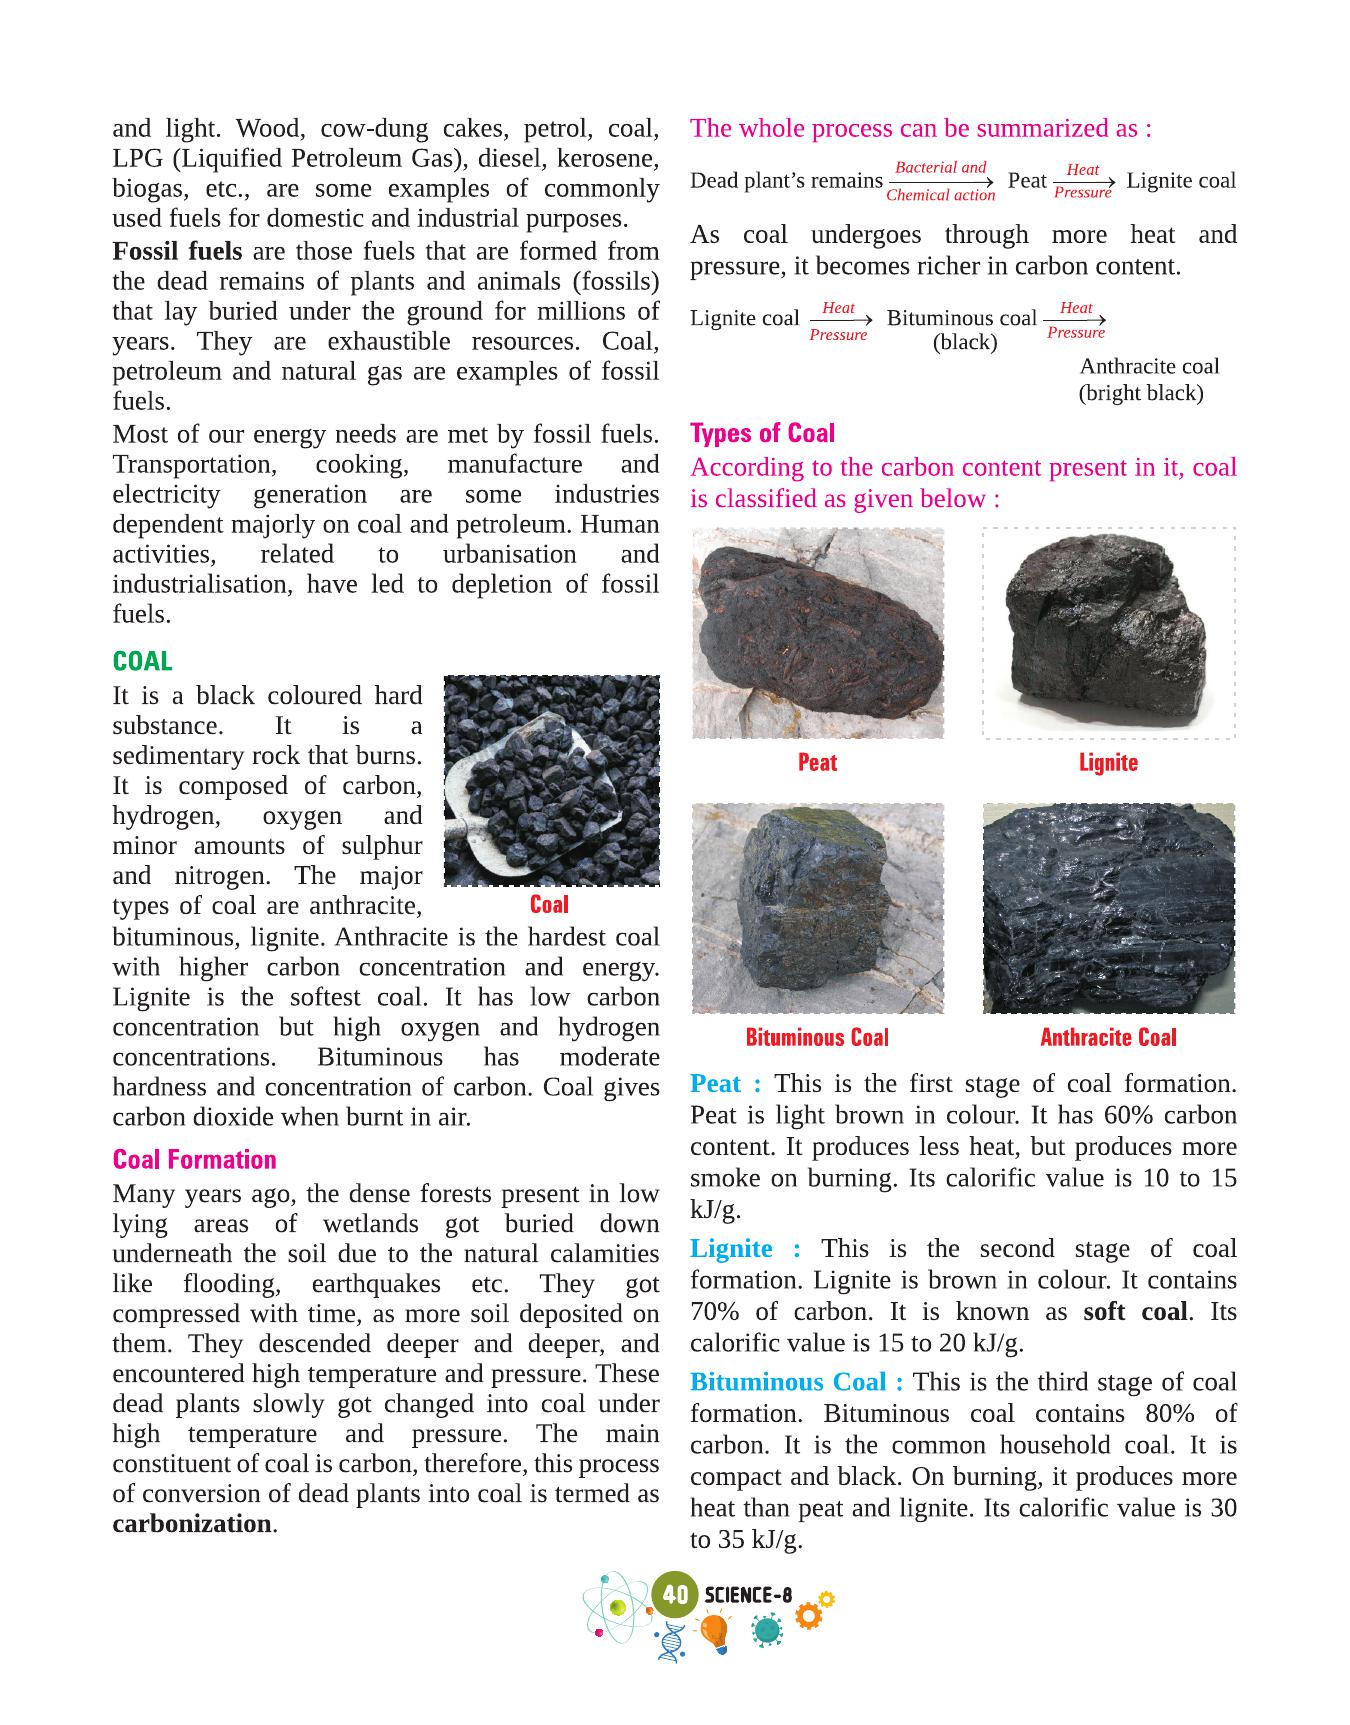 and light. Wood, cow-dung cakes, petrol, coal,
LPG (Liquified Petroleum Gas), diesel, kerosene,
biogas, etc., are some examples of commonly
used fuels for domestic and industrial purposes.
Fossil fuels are those fuels that are formed from
the dead remains of plants and animals (fossils)
that lay buried under the ground for millions of
years. They are exhaustible resources. Coal,
petroleum and natural gas are examples of fossil
fuels.
Most of our energy needs are met by fossil fuels.
Transportation, cooking, manufacture and
electricity generation are some industries
dependent majorly on coal and petroleum. Human
activities, related to urbanisation and
industrialisation, have led to depletion of fossil
fuels.
COAL
It is a black coloured hard
substance. It is a
sedimentary rock that burns.
It is composed of carbon,
hydrogen, oxygen and
minor amounts of sulphur
and nitrogen. The major
types of coal are anthracite,
Coal
bituminous, lignite. Anthracite is the hardest coal
with higher carbon concentration and energy.
Lignite is the softest coal. It has low carbon
concentration but high oxygen and hydrogen
concentrations. Bituminous has moderate
hardness and concentration of carbon. Coal gives
carbon dioxide when burnt in air.
Coal Formation
Many years ago, the dense forests present in low
lying areas of wetlands got buried down
underneath the soil due to the natural calamities
like flooding, earthquakes etc. They got
compressed with time, as more soil deposited on
them. They descended deeper and deeper, and
encountered high temperature and pressure. These
dead plants slowly got changed into coal under
high temperature and pressure. The main
constituent of coal is carbon, therefore, this process
of conversion of dead plants into coal is termed as
carbonization.
The whole process can be summarized as :
Bacterial and Heat
Dead plant's remains ⟶ Peat ⟶ Lignite coal
Chemical action Pressure
As coal undergoes through more heat and
pressure, it becomes richer in carbon content.
Heat Heat
Lignite coal ⟶ Bituminous coal ⟶
Pressure (black) Pressure
Anthracite coal
(bright black)
Types of Coal
According to the carbon content present in it, coal
is classified as given below :
Peat Lignite
Bituminous Coal Anthracite Coal
Peat : This is the first stage of coal formation.
Peat is light brown in colour. It has 60% carbon
content. It produces less heat, but produces more
smoke on burning. Its calorific value is 10 to 15
kJ/g.
Lignite : This is the second stage of coal
formation. Lignite is brown in colour. It contains
70% of carbon. It is known as soft coal. Its
calorific value is 15 to 20 kJ/g.
Bituminous Coal : This is the third stage of coal
formation. Bituminous coal contains 80% of
carbon. It is the common household coal. It is
compact and black. On burning, it produces more
heat than peat and lignite. Its calorific value is 30
to 35 kJ/g.
40 SCIENCE-8